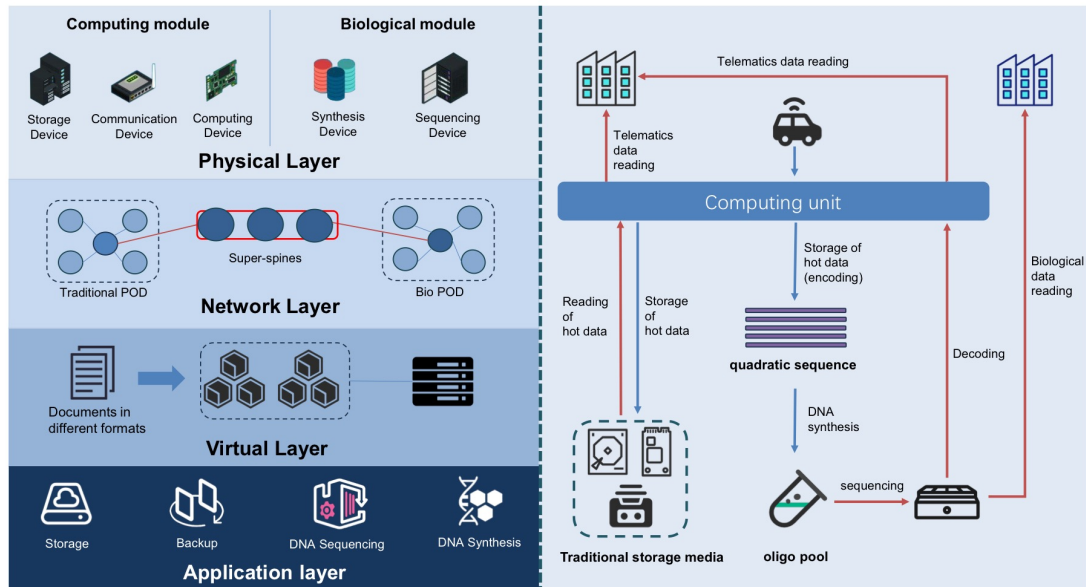 Computing module
Biological module
Storage
Device
Communication
Device
Computing
Device
Synthesis
Device
Sequencing
Device
Physical Layer
Traditional POD
Super-spines
Bio POD
Network Layer
Documents in
different formats
Virtual Layer
Storage
Backup
DNA Sequencing
DNA Synthesis
Application layer
Telematics data reading
Telematics
data
reading
Computing unit
Reading
of
hot data
Storage
of
hot data
Storage of
hot data
(encoding)
quadratic sequence
Decoding
Biological
data
reading
DNA
synthesis
sequencing
Traditional storage media
oligo pool